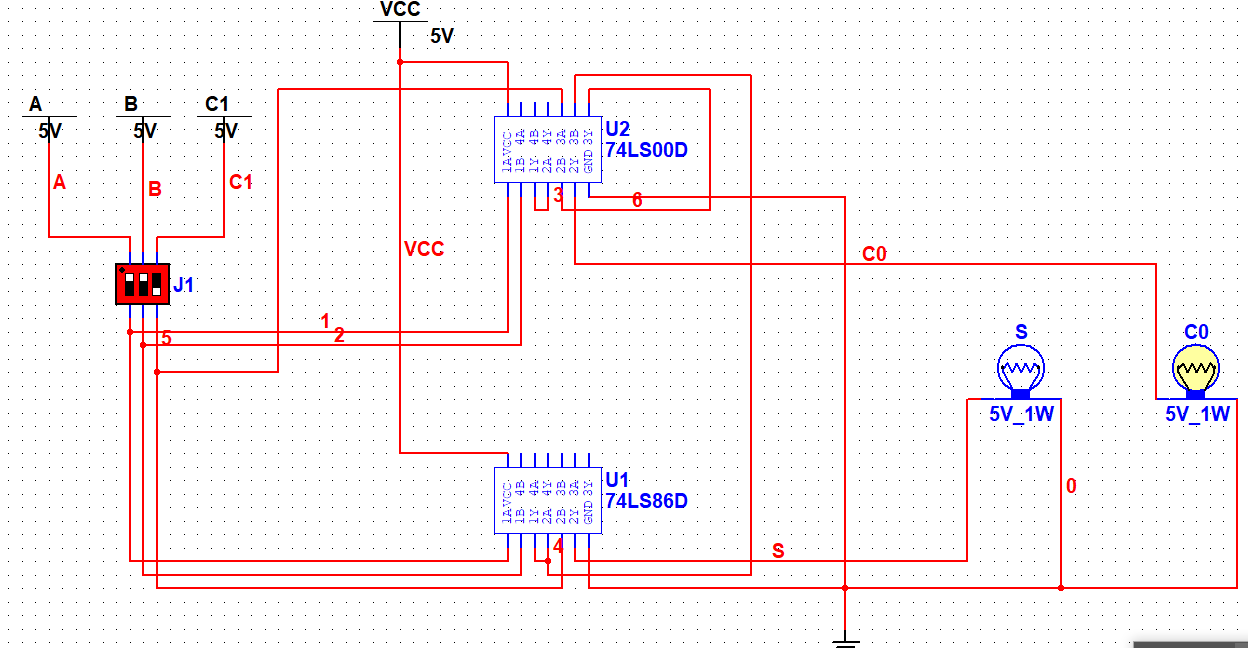 VCC
5V
A
B
C1
5V
5V
5V
A
B
C1
U2
74LS00D
1A VCC
1B 4A
1Y 4B
2A 4Y
2B 3A
2Y 3B
GND 3Y
3
6
VCC
C0
J1
1
2
5
S
C0
5V_1W
5V_1W
U1
74LS86D
1A VCC
1B 4B
1Y 4A
2A 4Y
2B 3B
2Y 3A
GND 3Y
0
4
S